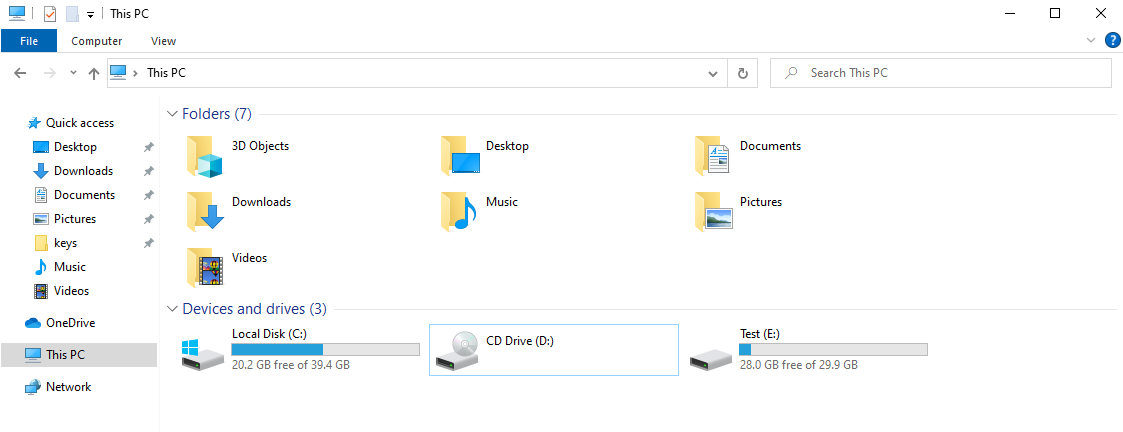 This PC
File Computer View
This PC Search This PC
Quick access
Desktop
Downloads
Documents
Pictures
keys
Music
Videos
OneDrive
This PC
Network
Folders (7)
3D Objects
Desktop
Documents
Downloads
Music
Pictures
Videos
Devices and drives (3)
Local Disk (C:)
20.2 GB free of 39.4 GB
CD Drive (D:)
Test (E:)
28.0 GB free of 29.9 GB